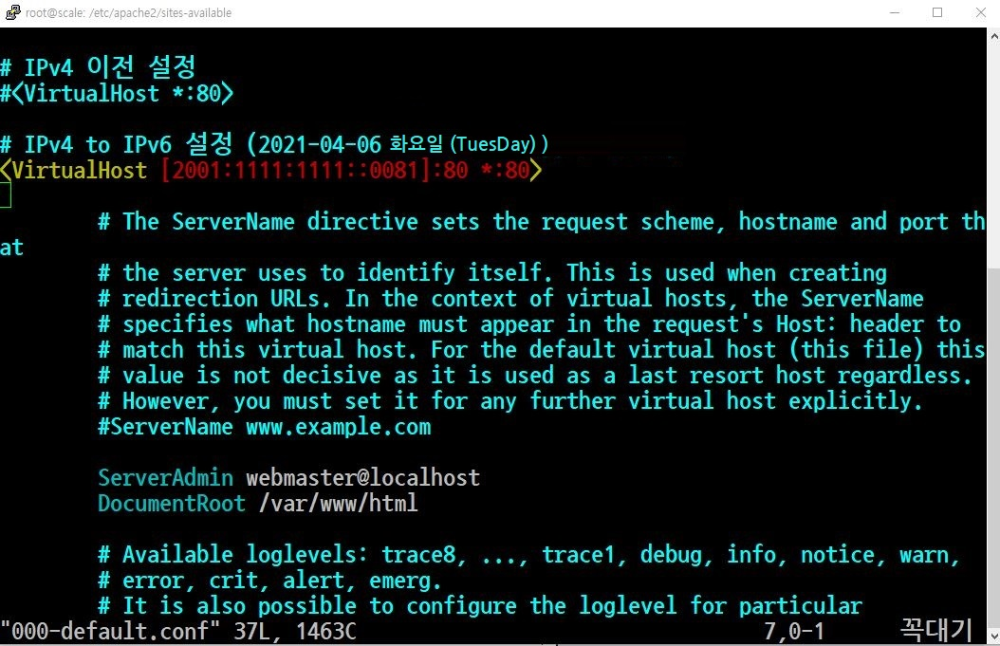 root@scale: /etc/apache2/sites-available
# IPv4 이전 설정
#<VirtualHost *:80>
# IPv4 to IPv6 설정 (2021-04-06 화요일 (TuesDay) )
<VirtualHost [2001:1111:1111::0081]:80 *:80>
# The ServerName directive sets the request scheme, hostname and port th
at
# the server uses to identify itself. This is used when creating
# redirection URLs. In the context of virtual hosts, the ServerName
# specifies what hostname must appear in the request's Host: header to
# match this virtual host. For the default virtual host (this file) this
# value is not decisive as it is used as a last resort host regardless.
# However, you must set it for any further virtual host explicitly.
#ServerName www.example.com
ServerAdmin webmaster@localhost
DocumentRoot /var/www/html
# Available loglevels: trace8, ..., trace1, debug, info, notice, warn,
# error, crit, alert, emerg.
# It is also possible to configure the loglevel for particular
"000-default.conf" 37L, 1463C 7,0-1 꼭대기